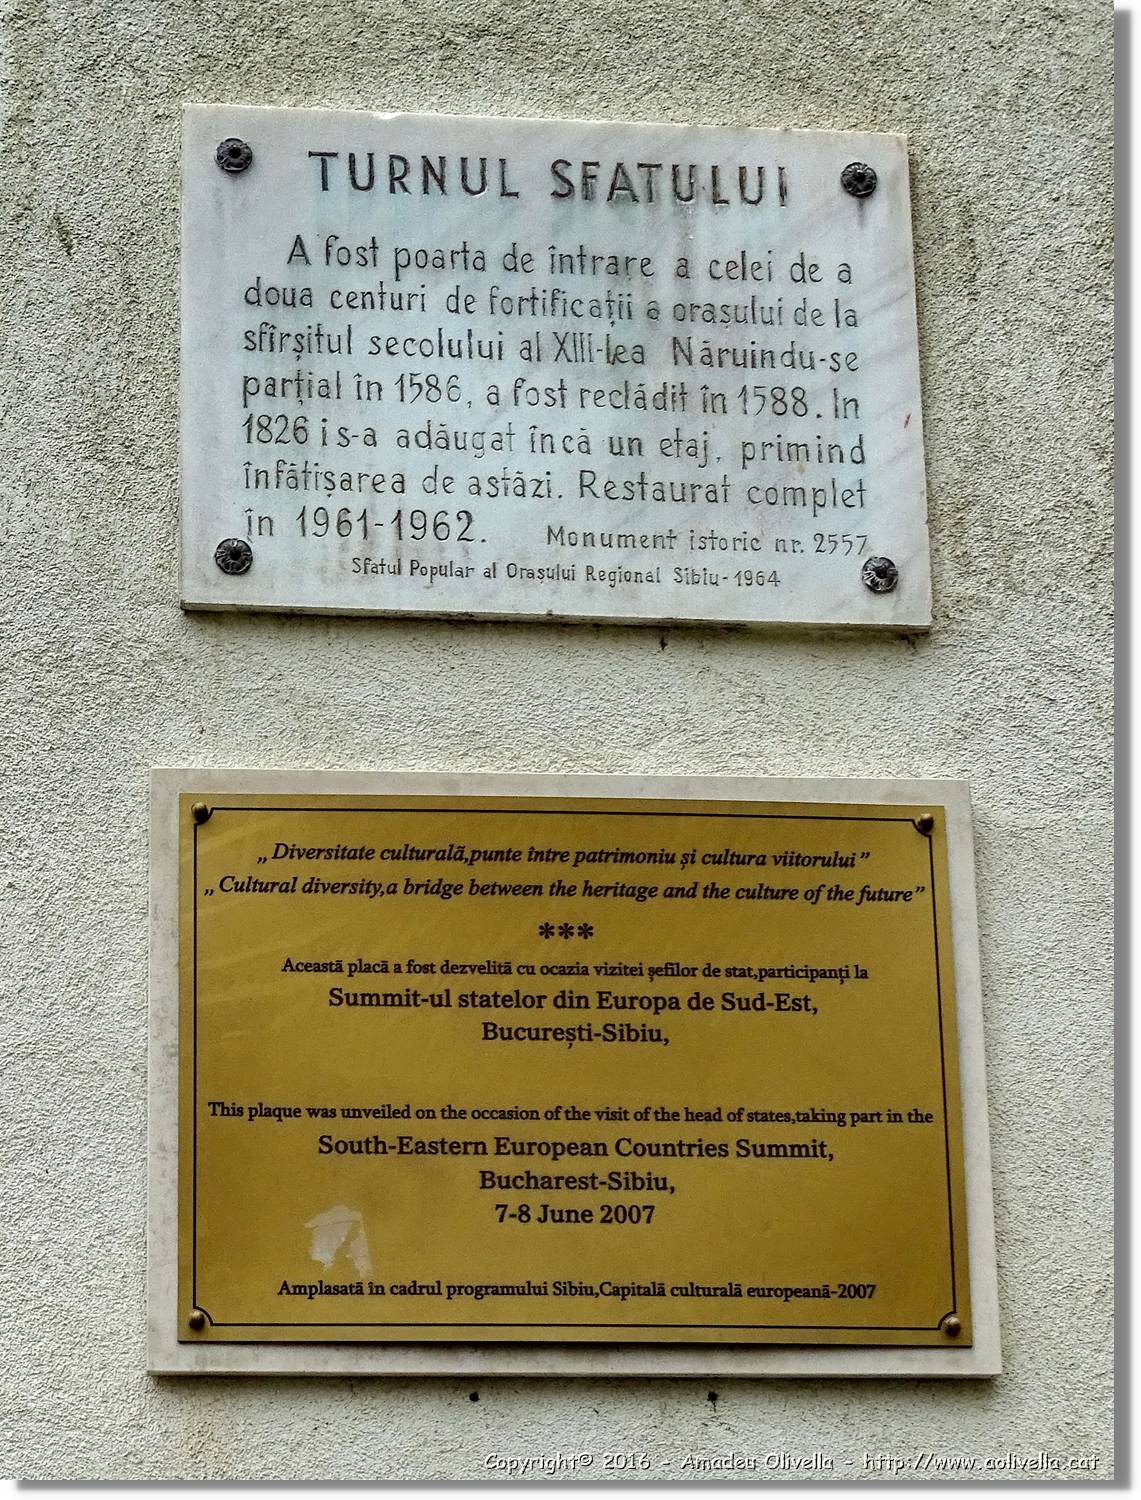 TURNUL SFATULUI
A fost poarta de întrare a celei de a
doua centuri de fortificații a orașului de la
sfîrșitul secolului al XIII-lea Năruindu-se
parțial în 1586, a fost reclădit în 1588. In
1826 i s-a adăugat încă un etaj, primind
înfătișarea de astăzi. Restaurat complet
în 1961-1962.
Monument istoric nr. 2557
Sfatul Popular al Orașului Regional Sibiu-1964
„Diversitate culturală,punte între patrimoniu și cultura viitorului”
„Cultural diversity,a bridge between the heritage and the culture of the future”
***
Această placă a fost dezvelită cu ocazia vizitei șefilor de stat,participanți la
Summit-ul statelor din Europa de Sud-Est,
București-Sibiu,
This plaque was unveiled on the occasion of the visit of the head of states,taking part in the
South-Eastern European Countries Summit,
Bucharest-Sibiu,
7-8 June 2007
Amplasată în cadrul programului Sibiu,Capitală culturală europeană-2007
Copyright© 2016 - Amadeu Olivella - http://www.aolivella.cat